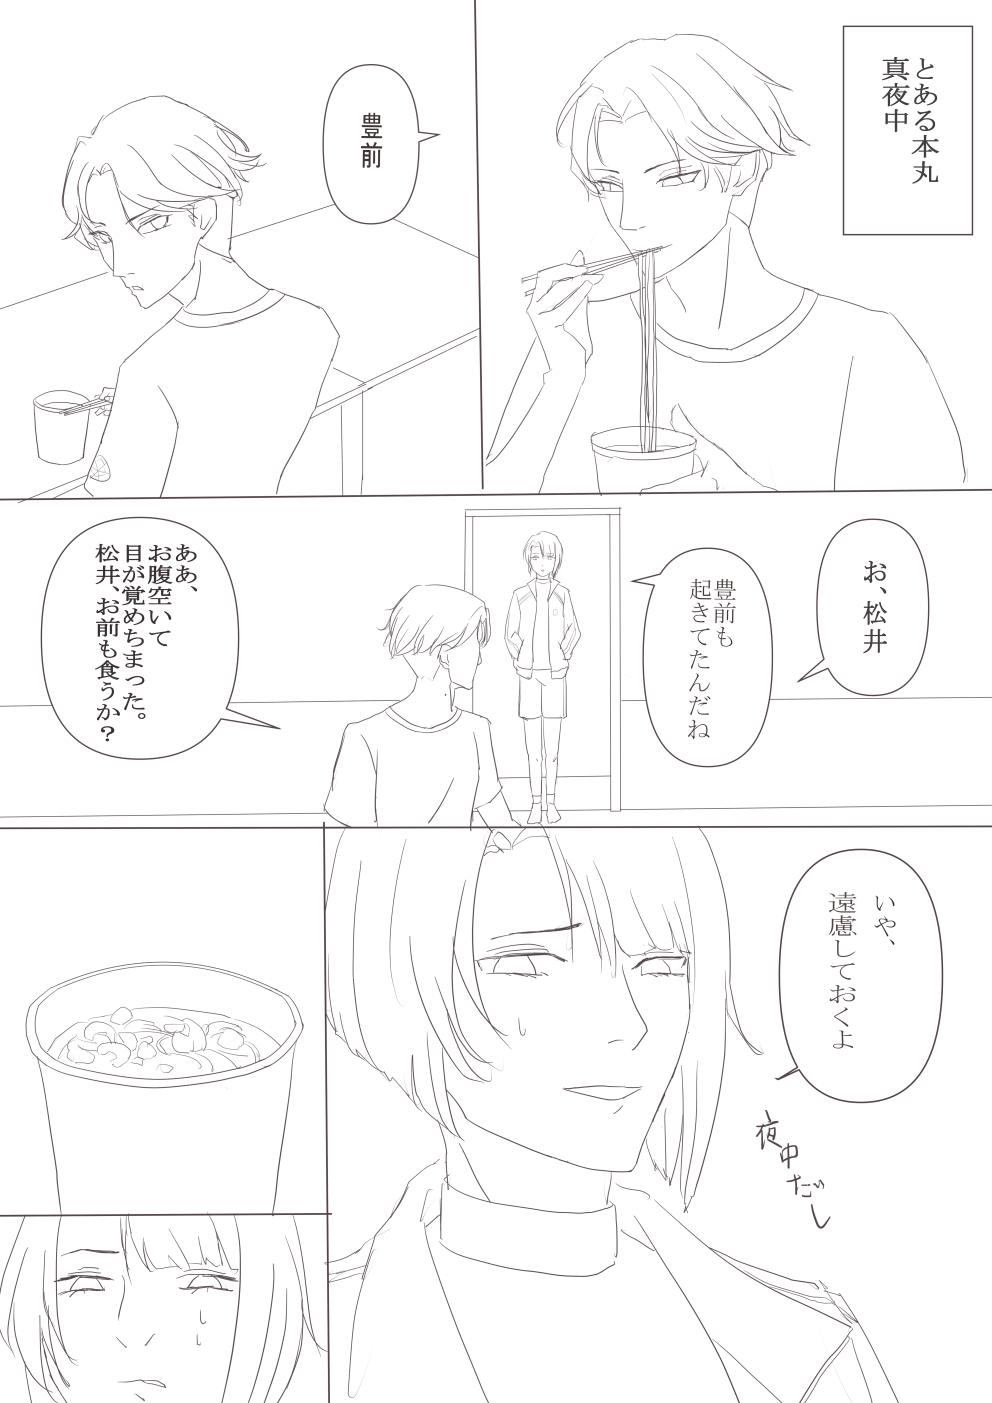 とある本丸
真夜中
豊前
お、松井
豊前も
起きてたんだね
ああ、
お腹空いて
目が覚めちまった。
松井、お前も食うか？
いや、
遠慮しておくよ
夜中だし